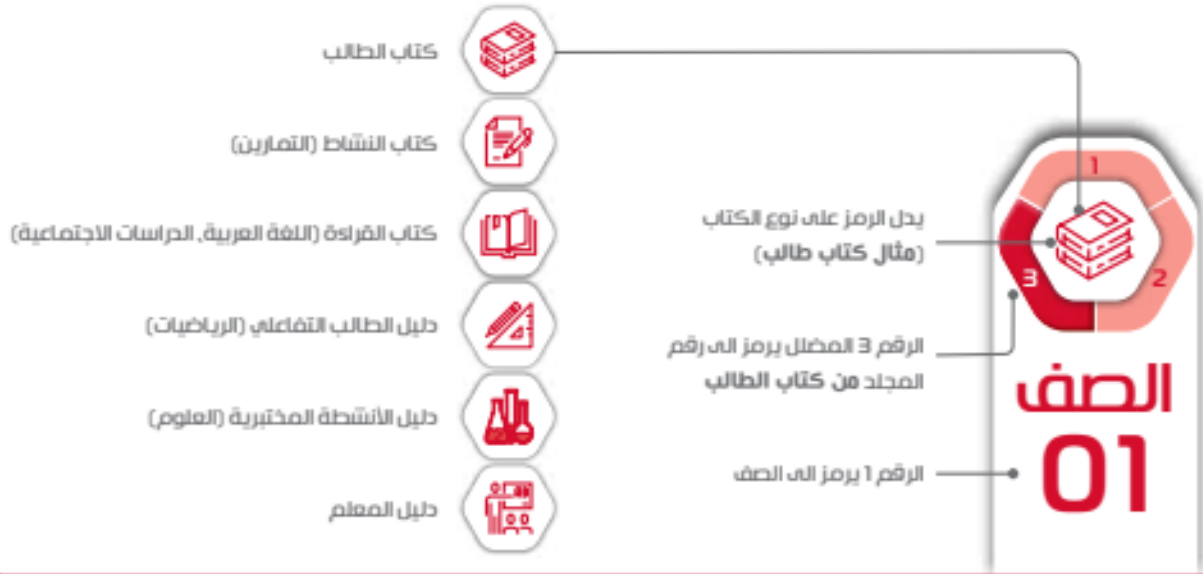 1
2
3
الصف
01
يدل الرمز على نوع الكتاب
(مثال كتاب طالب)
الرقم 3 المضلل يرمز الى رقم
المجلد من كتاب الطالب
الرقم 1 يرمز الى الصف
كتاب الطالب
كتاب النشاط (التمارين)
كتاب القراءة (اللغة العربية, الدراسات الاجتماعية)
دليل الطالب التفاعلي (الرياضيات)
دليل الأنشطة المختبرية (العلوم)
دليل المعلم